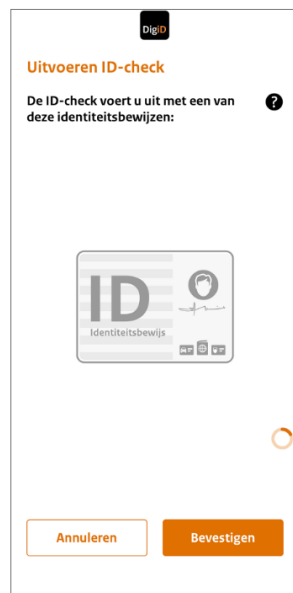 DigiD
Uitvoeren ID-check
De ID-check voert u uit met een van
deze identiteitsbewijzen:
?
ID
Identiteitsbewijs
Annuleren
Bevestigen